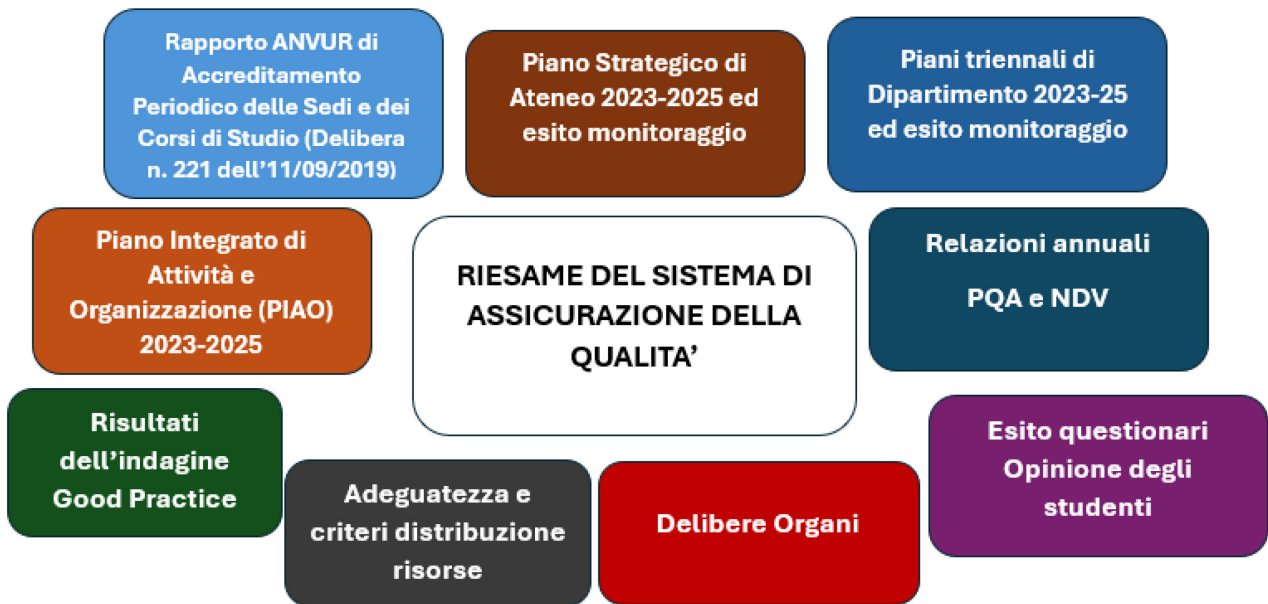 Rapporto ANVUR di
Accreditamento
Periodico delle Sedi e dei
Corsi di Studio (Delibera
n. 221 dell’11/09/2019)
Piano Strategico di
Ateneo 2023-2025 ed
esito monitoraggio
Piani triennali di
Dipartimento 2023-25
ed esito monitoraggio
Piano Integrato di
Attività e
Organizzazione (PIAO)
2023-2025
RIESAME DEL SISTEMA DI
ASSICURAZIONE DELLA
QUALITA’
Relazioni annuali
PQA e NDV
Risultati
dell’indagine
Good Practice
Adeguatezza e
criteri distribuzione
risorse
Delibere Organi
Esito questionari
Opinione degli
studenti